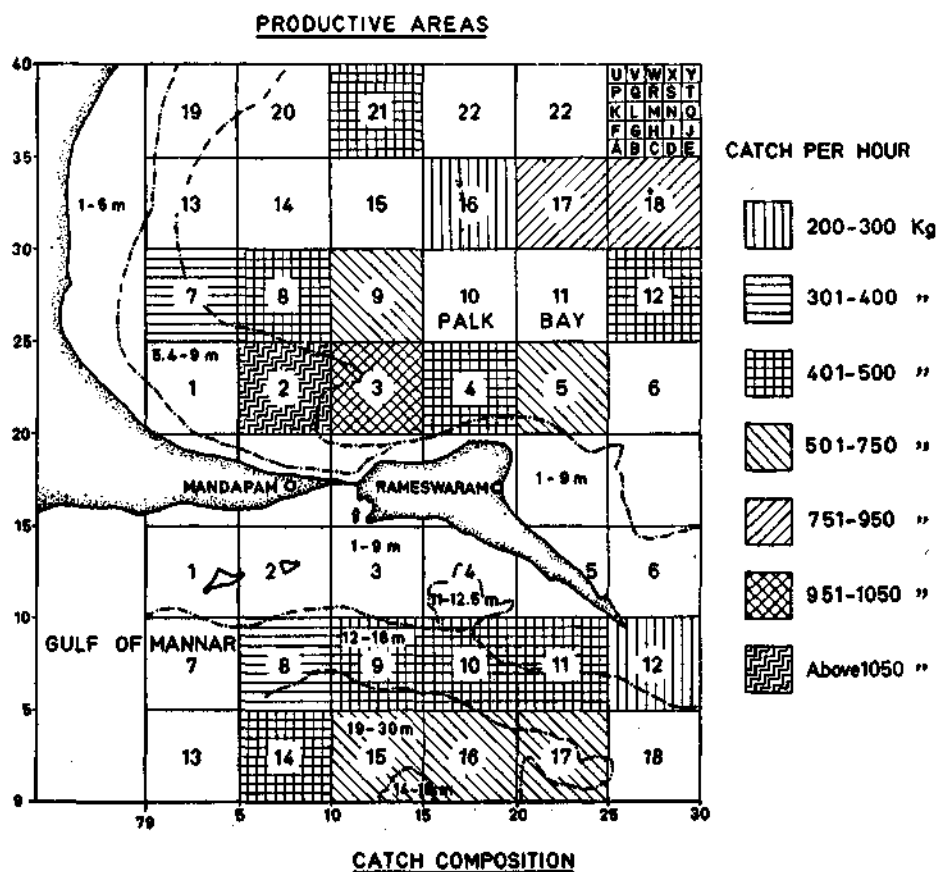 PRODUCTIVE AREAS
40
19 20 21 22 22
U V W X Y
P Q R S T
K L M N O
F G H I J
A B C D E
35
CATCH PER HOUR
1-6 m
13 14 15 16 17 18
200-300 Kg
30
7 8 9 10 11 12
PALK BAY
301-400 "
25
5.4-9 m
1 2 3 4 5 6
401-500 "
20
501-750 "
MANDAPAM RAMESWARAM
1-9 m
15
751-950 "
1-9 m
1 2 3 4 5 6
11-12.5 m
951-1050 "
10
GULF OF MANNAR
12-16 m
7 8 9 10 11 12
Above 1050 "
5
19-30 m
13 14 15 16 17 18
9
79 5 10 15 20 25 30
CATCH COMPOSITION